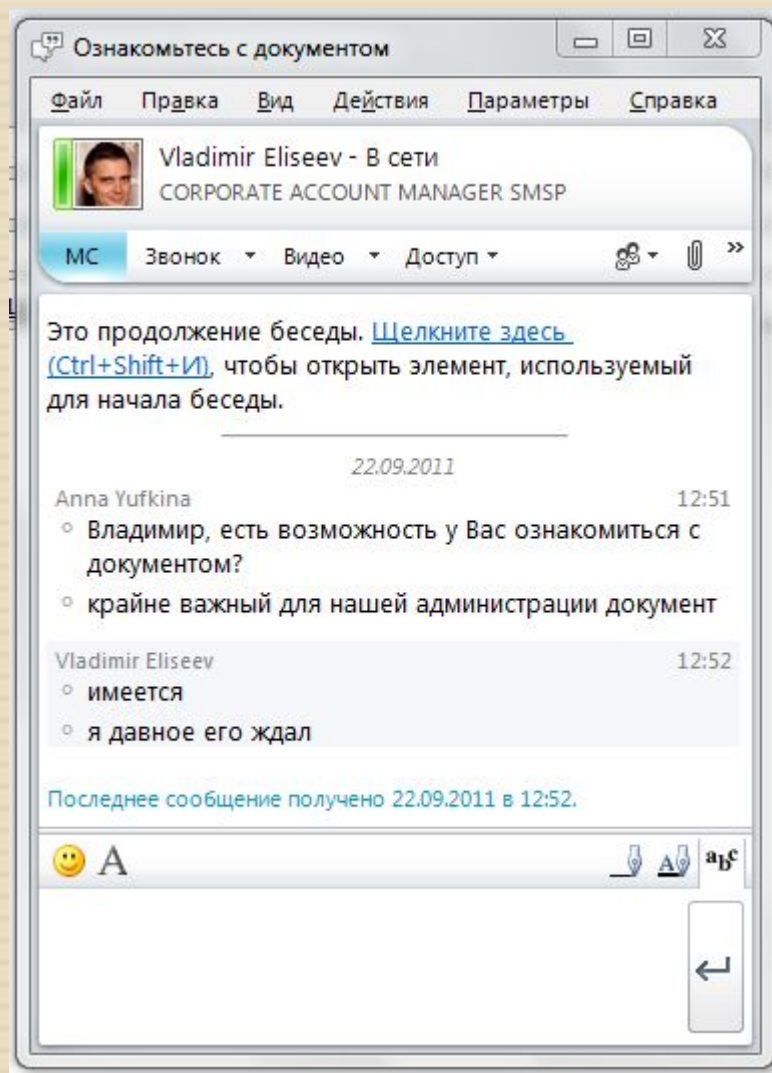 Ознакомьтесь с документом
Файл Правка Вид Действия Параметры Справка
Vladimir Eliseev - В сети
CORPORATE ACCOUNT MANAGER SMSP
МС Звонок Видео Доступ
Это продолжение беседы. Щелкните здесь
(Ctrl+Shift+И), чтобы открыть элемент, используемый
для начала беседы.
22.09.2011
Anna Yufkina 12:51
Владимир, есть возможность у Вас ознакомиться с
документом?
крайне важный для нашей администрации документ
Vladimir Eliseev 12:52
имеется
я давное его ждал
Последнее сообщение получено 22.09.2011 в 12:52.
A A abc